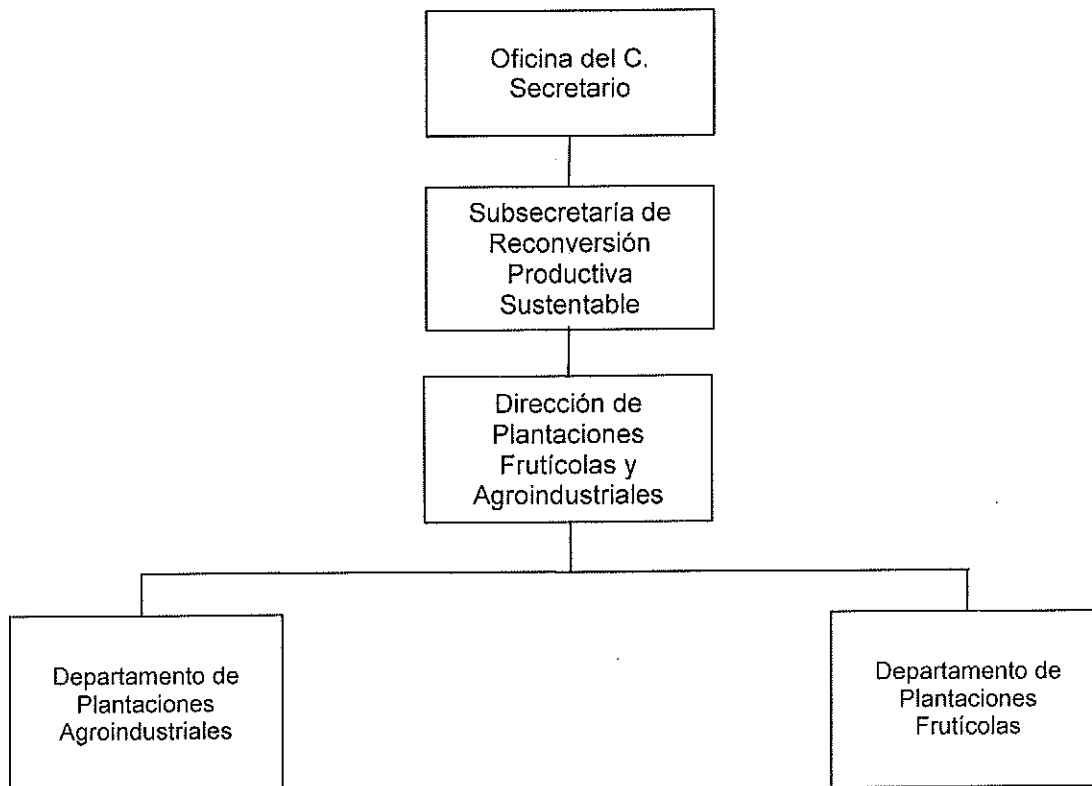 Oficina del C.
Secretario
Subsecretaría de
Reconversión
Productiva
Sustentable
Dirección de
Plantaciones
Frutícolas y
Agroindustriales
Departamento de
Plantaciones
Agroindustriales
Departamento de
Plantaciones
Frutícolas